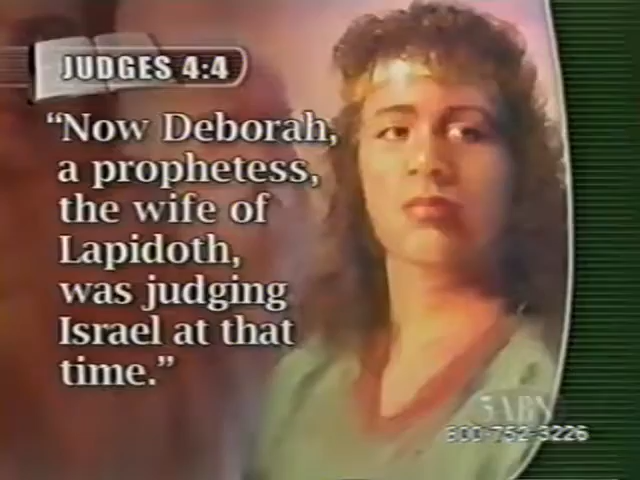 JUDGES 4:4
“Now Deborah,
a prophetess,
the wife of
Lapidoth,
was judging
Israel at that
time.”
3ABN
800-752-3226